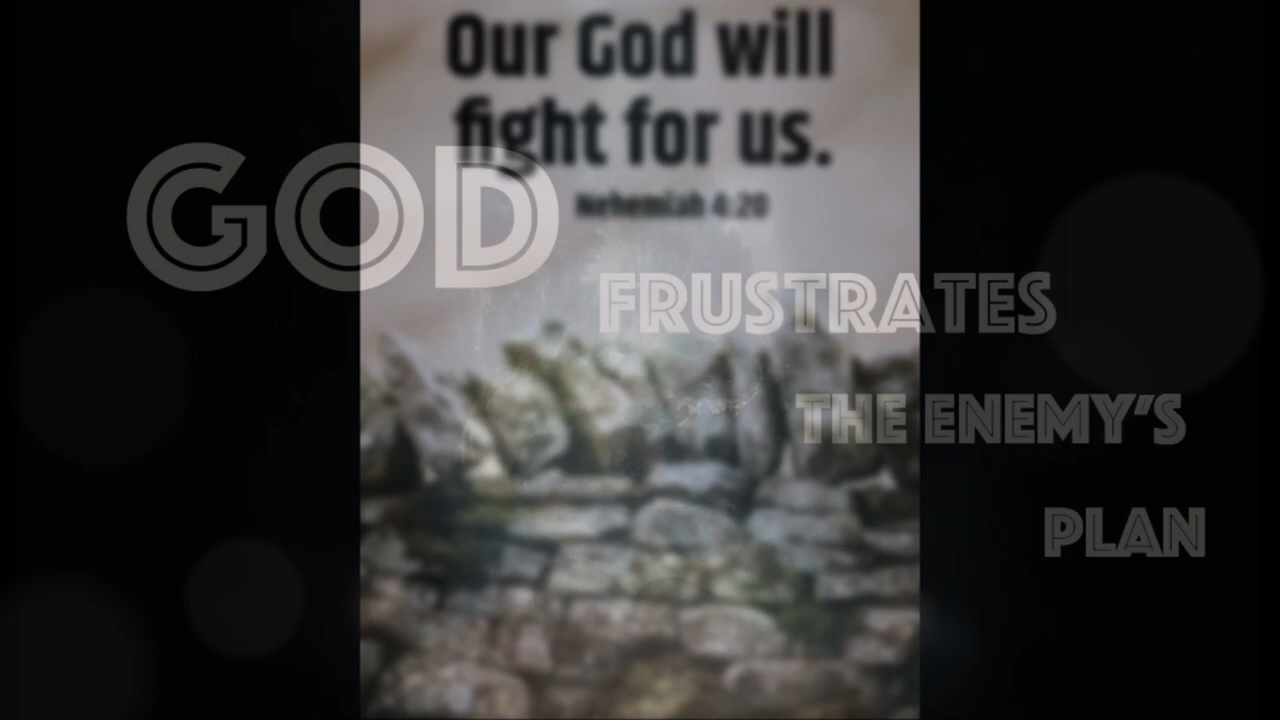 Our God will
fight for us.
Nehemiah 4:20
GOD
FRUSTRATES
THE ENEMY'S
PLAN